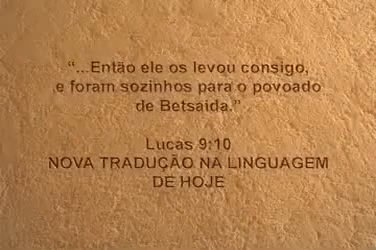 “...Então ele os levou consigo,
e foram sozinhos para o povoado
de Betsaida.”
Lucas 9:10
NOVA TRADUÇÃO NA LINGUAGEM
DE HOJE